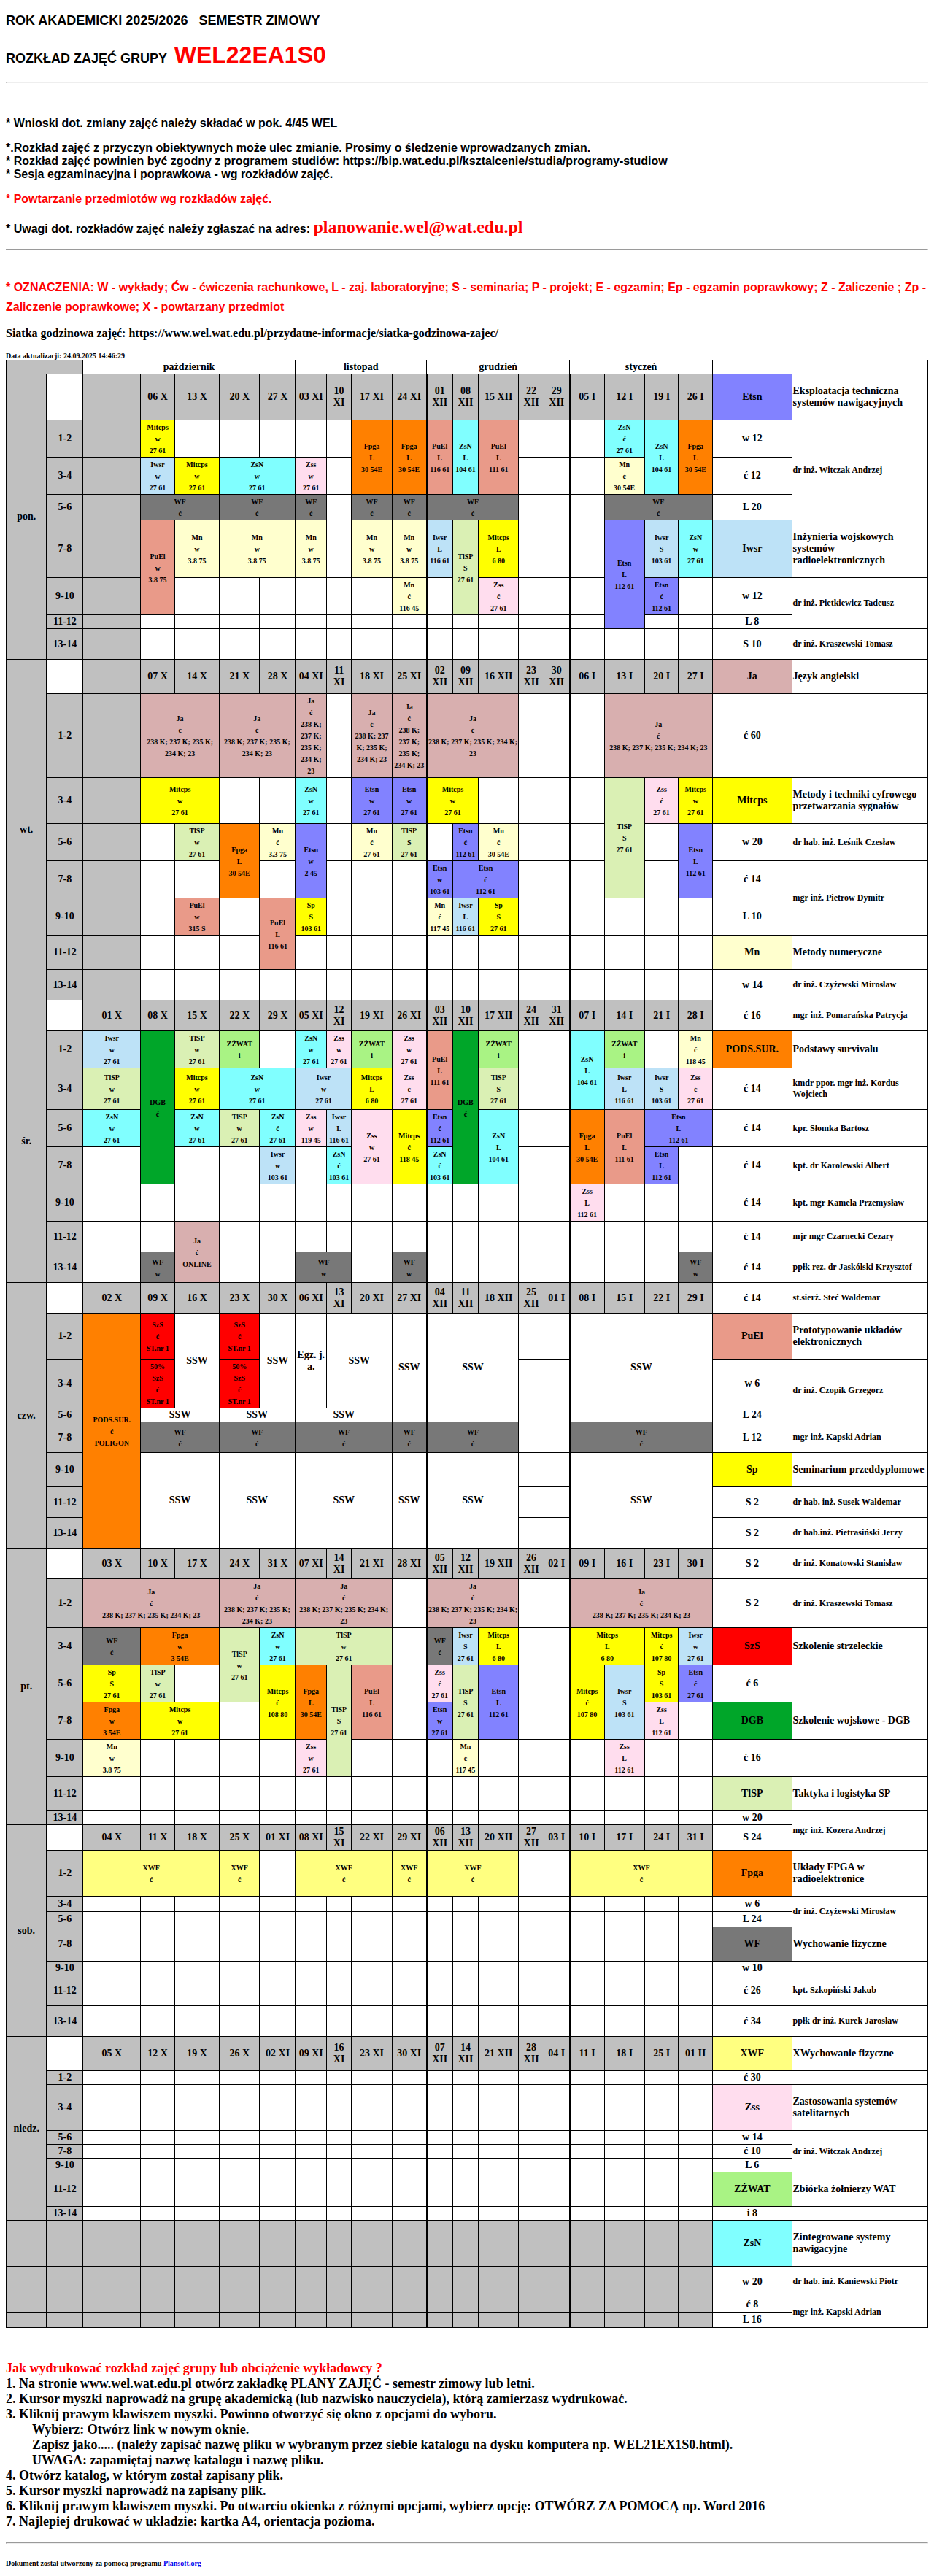 ROK AKADEMICKI 2025/2026 SEMESTR ZIMOWY
ROZKŁAD ZAJĘĆ GRUPY WEL22EA1S0
* Wnioski dot. zmiany zajęć należy składać w pok. 4/45 WEL
*.Rozkład zajęć z przyczyn obiektywnych może ulec zmianie. Prosimy o śledzenie wprowadzanych zmian.
* Rozkład zajęć powinien być zgodny z programem studiów: https://bip.wat.edu.pl/ksztalcenie/studia/programy-studiow
* Sesja egzaminacyjna i poprawkowa - wg rozkładów zajęć.
* Powtarzanie przedmiotów wg rozkładów zajęć.
* Uwagi dot. rozkładów zajęć należy zgłaszać na adres: planowanie.wel@wat.edu.pl
* OZNACZENIA: W - wykłady; Ćw - ćwiczenia rachunkowe, L - zaj. laboratoryjne; S - seminaria; P - projekt; E - egzamin; Ep - egzamin poprawkowy; Z - Zaliczenie ; Zp -
Zaliczenie poprawkowe; X - powtarzany przedmiot
Siatka godzinowa zajęć: https://www.wel.wat.edu.pl/przydatne-informacje/siatka-godzinowa-zajec/
Data aktualizacji: 24.09.2025 14:46:29
październik listopad grudzień styczeń
pon. 06 X 13 X 20 X 27 X 03 XI 10 XI 17 XI 24 XI 01 XII 08 XII 15 XII 22 XII 29 XII 05 I 12 I 19 I 26 I Etsn Eksploatacja techniczna systemów nawigacyjnych
1-2 Mitcps w 27 61 Fpga L 30 54E Fpga L 30 54E PuEl L 116 61 ZsN L 104 61 PuEl L 111 61 ZsN ć 27 61 ZsN L 104 61 Fpga L 30 54E w 12 dr inż. Witczak Andrzej
3-4 Iwsr w 27 61 Mitcps w 27 61 ZsN w 27 61 Zss w 27 61 Mn ć 30 54E ć 12
5-6 WF ć WF ć WF ć WF ć WF ć WF ć WF ć L 20
7-8 PuEl w 3.8 75 Mn w 3.8 75 Mn w 3.8 75 Mn w 3.8 75 Mn w 3.8 75 Mn w 3.8 75 Iwsr L 116 61 TISP S 27 61 Mitcps L 6 80 Etsn L 112 61 Iwsr S 103 61 ZsN w 27 61 Iwsr Inżynieria wojskowych systemów radioelektronicznych
9-10 Mn ć 116 45 Zss ć 27 61 Etsn ć 112 61 w 12 dr inż. Pietkiewicz Tadeusz
11-12 L 8
13-14 S 10 dr inż. Kraszewski Tomasz
wt. 07 X 14 X 21 X 28 X 04 XI 11 XI 18 XI 25 XI 02 XII 09 XII 16 XII 23 XII 30 XII 06 I 13 I 20 I 27 I Ja Język angielski
1-2 Ja ć 238 K; 237 K; 235 K; 234 K; 23 Ja ć 238 K; 237 K; 235 K; 234 K; 23 Ja ć 238 K; 237 K; 235 K; 234 K; 23 Ja ć 238 K; 237 K; 235 K; 234 K; 23 Ja ć 238 K; 237 K; 235 K; 234 K; 23 Ja ć 238 K; 237 K; 235 K; 234 K; 23 Ja ć 238 K; 237 K; 235 K; 234 K; 23 ć 60
3-4 Mitcps w 27 61 ZsN w 27 61 Etsn w 27 61 Etsn w 27 61 Mitcps w 27 61 TISP S 27 61 Zss ć 27 61 Mitcps w 27 61 Mitcps Metody i techniki cyfrowego przetwarzania sygnałów
5-6 TISP w 27 61 Fpga L 30 54E Mn ć 3.3 75 Etsn w 2 45 Mn ć 27 61 TISP S 27 61 Etsn ć 112 61 Mn ć 30 54E Etsn L 112 61 w 20 dr hab. inż. Leśnik Czesław
7-8 Etsn w 103 61 Etsn ć 112 61 ć 14 mgr inż. Pietrow Dymitr
9-10 PuEl w 315 S PuEl L 116 61 Sp S 103 61 Mn ć 117 45 Iwsr L 116 61 Sp S 27 61 L 10
11-12 Mn Metody numeryczne
13-14 w 14 dr inż. Czyżewski Mirosław
śr. 01 X 08 X 15 X 22 X 29 X 05 XI 12 XI 19 XI 26 XI 03 XII 10 XII 17 XII 24 XII 31 XII 07 I 14 I 21 I 28 I ć 16 mgr inż. Pomarańska Patrycja
1-2 Iwsr w 27 61 DGB ć TISP w 27 61 ZŻWAT i ZsN w 27 61 Zss w 27 61 ZŻWAT i Zss w 27 61 PuEl L 111 61 DGB ć ZŻWAT i ZsN L 104 61 ZŻWAT i Mn ć 118 45 PODS.SUR. Podstawy survivalu
3-4 TISP w 27 61 Mitcps w 27 61 ZsN w 27 61 Iwsr w 27 61 Mitcps L 6 80 Zss ć 27 61 TISP S 27 61 Iwsr L 116 61 Iwsr S 103 61 Zss ć 27 61 ć 14 kmdr ppor. mgr inż. Kordus Wojciech
5-6 ZsN w 27 61 ZsN w 27 61 TISP w 27 61 ZsN ć 27 61 Zss w 119 45 Iwsr L 116 61 Zss w 27 61 Mitcps ć 118 45 Etsn ć 112 61 ZsN L 104 61 Fpga L 30 54E PuEl L 111 61 Etsn L 112 61 ć 14 kpr. Słomka Bartosz
7-8 Iwsr w 103 61 ZsN ć 103 61 ZsN ć 103 61 Etsn L 112 61 ć 14 kpt. dr Karolewski Albert
9-10 Zss L 112 61 ć 14 kpt. mgr Kamela Przemysław
11-12 Ja ć ONLINE ć 14 mjr mgr Czarnecki Cezary
13-14 WF w WF w WF w WF w ć 14 ppłk rez. dr Jaskólski Krzysztof
czw. 02 X 09 X 16 X 23 X 30 X 06 XI 13 XI 20 XI 27 XI 04 XII 11 XII 18 XII 25 XII 01 I 08 I 15 I 22 I 29 I ć 14 st.sierż. Steć Waldemar
1-2 PODS.SUR. ć POLIGON SzS ć ST.nr 1 SSW SzS ć ST.nr 1 SSW Egz. j. a. SSW SSW SSW SSW PuEl Prototypowanie układów elektronicznych
3-4 50% SzS ć ST.nr 1 50% SzS ć ST.nr 1 w 6 dr inż. Czopik Grzegorz
5-6 SSW SSW SSW L 24
7-8 WF ć WF ć WF ć WF ć WF ć WF ć L 12 mgr inż. Kapski Adrian
9-10 SSW SSW SSW SSW SSW SSW Sp Seminarium przeddyplomowe
11-12 S 2 dr hab. inż. Susek Waldemar
13-14 S 2 dr hab.inż. Pietrasiński Jerzy
pt. 03 X 10 X 17 X 24 X 31 X 07 XI 14 XI 21 XI 28 XI 05 XII 12 XII 19 XII 26 XII 02 I 09 I 16 I 23 I 30 I S 2 dr inż. Konatowski Stanisław
1-2 Ja ć 238 K; 237 K; 235 K; 234 K; 23 Ja ć 238 K; 237 K; 235 K; 234 K; 23 Ja ć 238 K; 237 K; 235 K; 234 K; 23 Ja ć 238 K; 237 K; 235 K; 234 K; 23 Ja ć 238 K; 237 K; 235 K; 234 K; 23 S 2 dr inż. Kraszewski Tomasz
3-4 WF ć Fpga w 3 54E TISP w 27 61 ZsN w 27 61 TISP w 27 61 WF ć Iwsr S 27 61 Mitcps L 6 80 Mitcps L 6 80 Mitcps ć 107 80 Iwsr w 27 61 SzS Szkolenie strzeleckie
5-6 Sp S 27 61 TISP w 27 61 Mitcps ć 108 80 Fpga L 30 54E TISP S 27 61 PuEl L 116 61 Zss ć 27 61 TISP S 27 61 Etsn L 112 61 Mitcps ć 107 80 Iwsr S 103 61 Sp S 103 61 Etsn ć 27 61 ć 6
7-8 Fpga w 3 54E Mitcps w 27 61 Etsn w 27 61 Zss L 112 61 DGB Szkolenie wojskowe - DGB
9-10 Mn w 3.8 75 Zss w 27 61 Mn ć 117 45 Zss L 112 61 ć 16
11-12 TISP Taktyka i logistyka SP
13-14 w 20 mgr inż. Kozera Andrzej
sob. 04 X 11 X 18 X 25 X 01 XI 08 XI 15 XI 22 XI 29 XI 06 XII 13 XII 20 XII 27 XII 03 I 10 I 17 I 24 I 31 I S 24
1-2 XWF ć XWF ć XWF ć XWF ć XWF ć XWF ć Fpga Układy FPGA w radioelektronice
3-4 w 6 dr inż. Czyżewski Mirosław
5-6 L 24
7-8 WF Wychowanie fizyczne
9-10 w 10
11-12 ć 26 kpt. Szkopiński Jakub
13-14 ć 34 ppłk dr inż. Kurek Jarosław
niedz. 05 X 12 X 19 X 26 X 02 XI 09 XI 16 XI 23 XI 30 XI 07 XII 14 XII 21 XII 28 XII 04 I 11 I 18 I 25 I 01 II XWF XWychowanie fizyczne
1-2 ć 30
3-4 Zss Zastosowania systemów satelitarnych
5-6 w 14 dr inż. Witczak Andrzej
7-8 ć 10
9-10 L 6
11-12 ZŻWAT Zbiórka żołnierzy WAT
13-14 i 8
ZsN Zintegrowane systemy nawigacyjne
w 20 dr hab. inż. Kaniewski Piotr
ć 8 mgr inż. Kapski Adrian
L 16
Jak wydrukować rozkład zajęć grupy lub obciążenie wykładowcy ?
1. Na stronie www.wel.wat.edu.pl otwórz zakładkę PLANY ZAJĘĆ - semestr zimowy lub letni.
2. Kursor myszki naprowadź na grupę akademicką (lub nazwisko nauczyciela), którą zamierzasz wydrukować.
3. Kliknij prawym klawiszem myszki. Powinno otworzyć się okno z opcjami do wyboru.
Wybierz: Otwórz link w nowym oknie.
Zapisz jako..... (należy zapisać nazwę pliku w wybranym przez siebie katalogu na dysku komputera np. WEL21EX1S0.html).
UWAGA: zapamiętaj nazwę katalogu i nazwę pliku.
4. Otwórz katalog, w którym został zapisany plik.
5. Kursor myszki naprowadź na zapisany plik.
6. Kliknij prawym klawiszem myszki. Po otwarciu okienka z różnymi opcjami, wybierz opcję: OTWÓRZ ZA POMOCĄ np. Word 2016
7. Najlepiej drukować w układzie: kartka A4, orientacja pozioma.
Dokument został utworzony za pomocą programu Plansoft.org